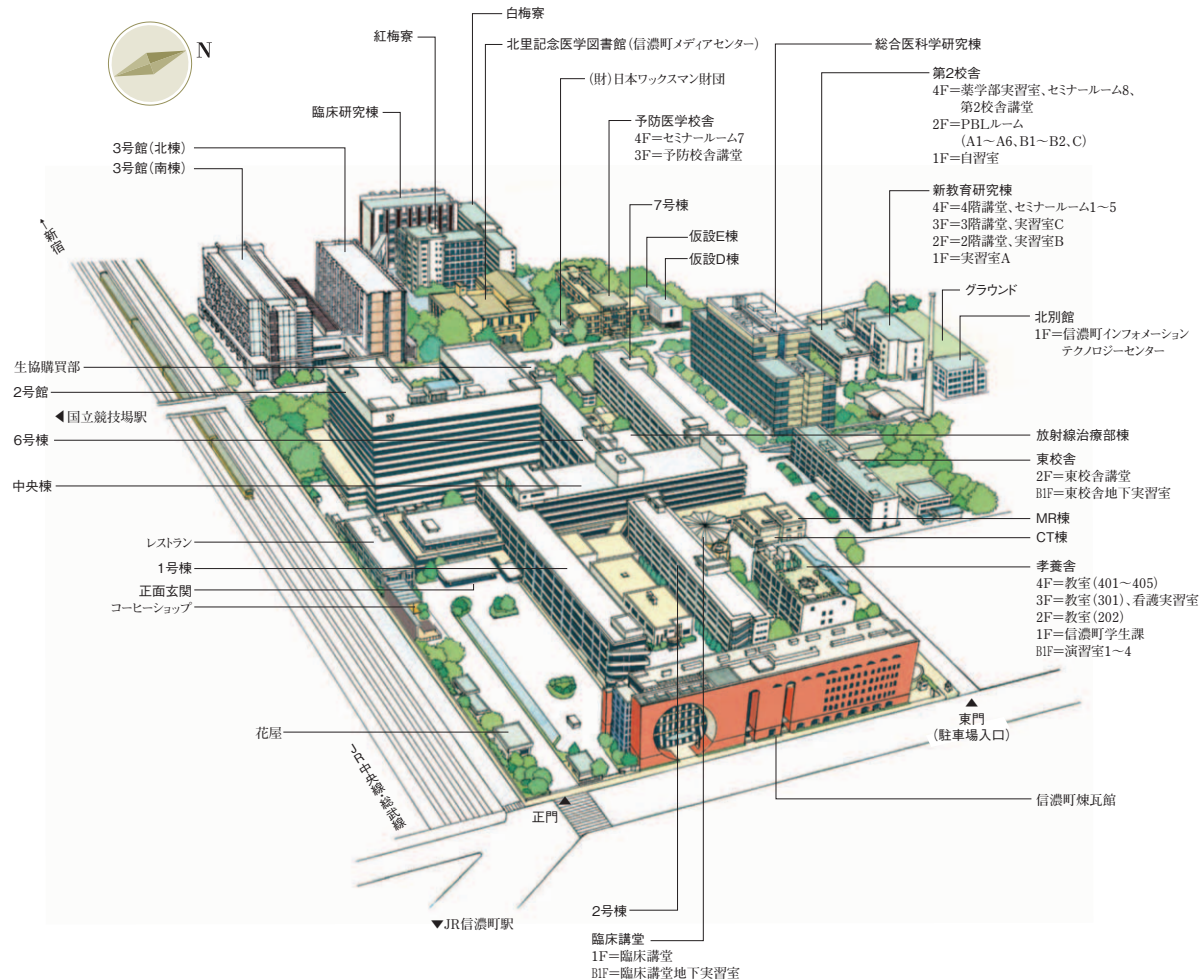 N
白梅寮
紅梅寮
北里記念医学図書館(信濃町メディアセンター)
(財)日本ワックスマン財団
臨床研究棟
予防医学校舎
4F=セミナールーム7
3F=予防校舎講堂
3号館(北棟)
3号館(南棟)
総合医科学研究棟
第2校舎
4F=薬学部実習室、セミナールーム8、
第2校舎講堂
2F=PBLルーム
(A1〜A6、B1〜B2、C)
1F=自習室
7号棟
仮設E棟
仮設D棟
新教育研究棟
4F=4階講堂、セミナールーム1〜5
3F=3階講堂、実習室C
2F=2階講堂、実習室B
1F=実習室A
グラウンド
北別館
1F=信濃町インフォメーション
テクノロジーセンター
←新宿
生協購買部
2号館
◀国立競技場駅
6号棟
中央棟
レストラン
1号棟
正面玄関
コーヒーショップ
花屋
JR中央線・総武線
放射線治療部棟
東校舎
2F=東校舎講堂
B1F=東校舎地下実習室
MR棟
CT棟
孝養舎
4F=教室(401〜405)
3F=教室(301)、看護実習室
2F=教室(202)
1F=信濃町学生課
B1F=演習室1〜4
▲
東門
(駐車場入口)
信濃町煉瓦館
▲
正門
▼JR信濃町駅
2号棟
臨床講堂
1F=臨床講堂
B1F=臨床講堂地下実習室